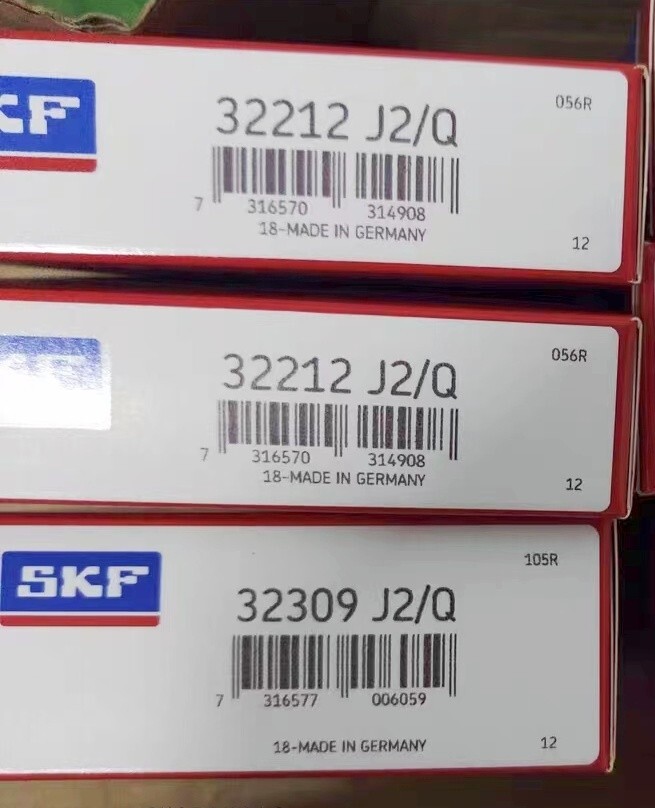 KF
32212 J2/Q
056R
7 316570 314908
18-MADE IN GERMANY
12
32212 J2/Q
056R
7 316570 314908
18-MADE IN GERMANY
12
SKF
32309 J2/Q
105R
7 316577 006059
18-MADE IN GERMANY
12